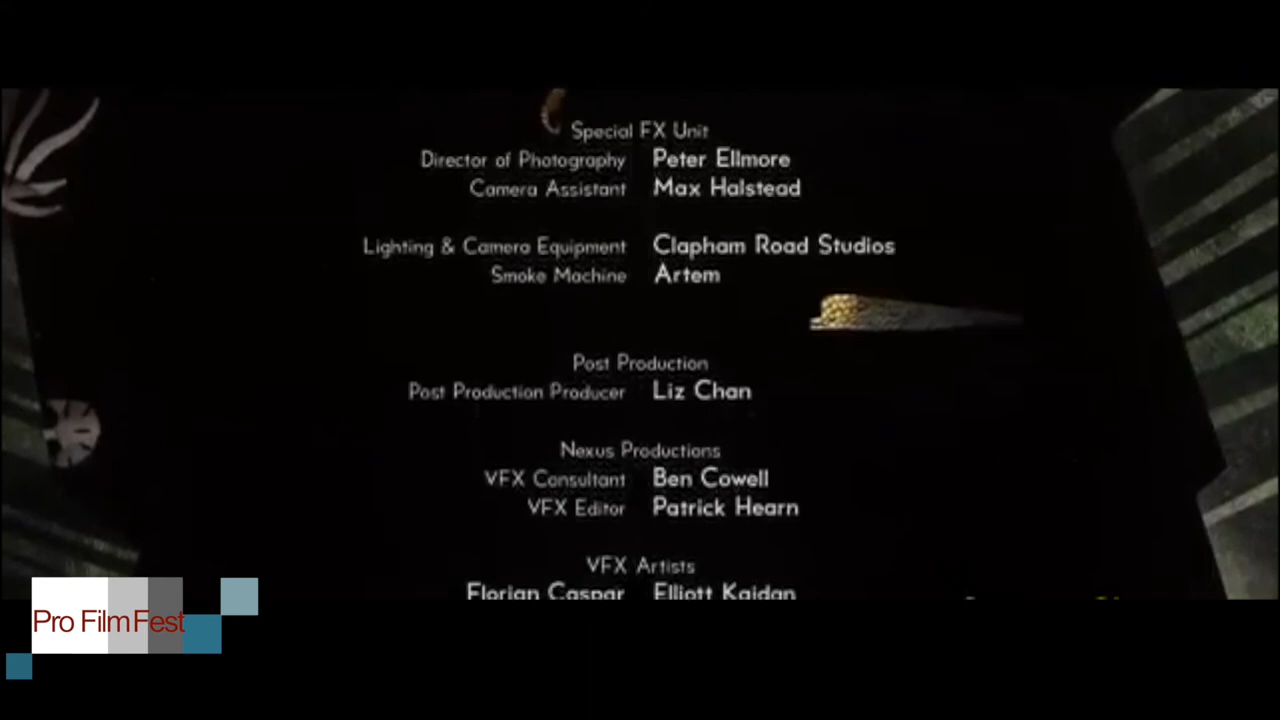 Special FX Unit
Director of Photography Peter Ellmore
Camera Assistant Max Halstead
Lighting & Camera Equipment Clapham Road Studios
Smoke Machine Artem
Post Production
Post Production Producer Liz Chan
Nexus Productions
VFX Consultant Ben Cowell
VFX Editor Patrick Hearn
VFX Artists
Florian Caspar Elliott Kajdan
Pro Film Fest